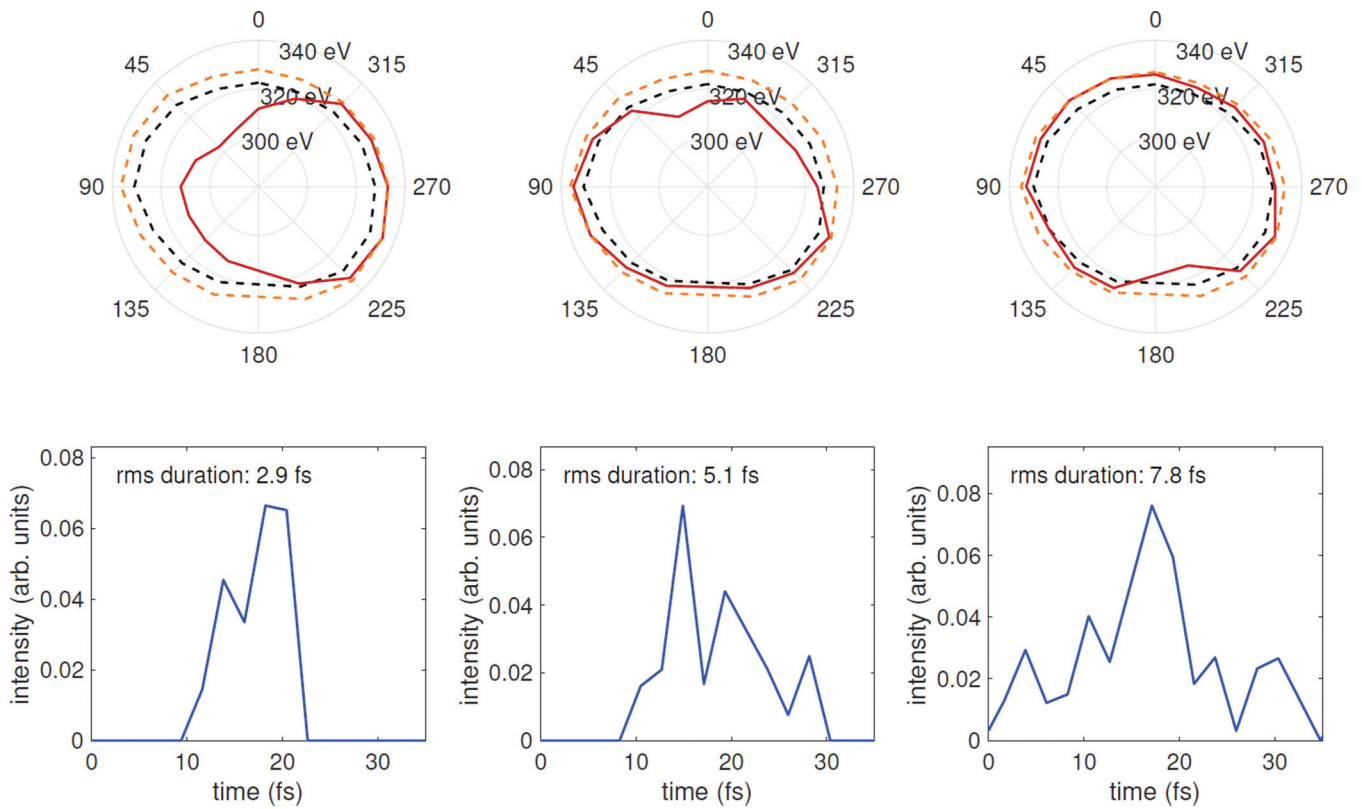 0 0 0
45 340 eV 315 45 340 eV 315 45 340 eV 315
320 eV 320 eV 320 eV
300 eV 300 eV 300 eV
90 270 90 270 90 270
135 225 135 225 135 225
180 180 180
0.08 rms duration: 2.9 fs 0.08 rms duration: 5.1 fs rms duration: 7.8 fs
0.08
0.06 0.06 0.06
0.04 0.04 0.04
0.02 0.02 0.02
0 0 0
intensity (arb. units) intensity (arb. units) intensity (arb. units)
0 10 20 30 0 10 20 30 0 10 20 30
time (fs) time (fs) time (fs)